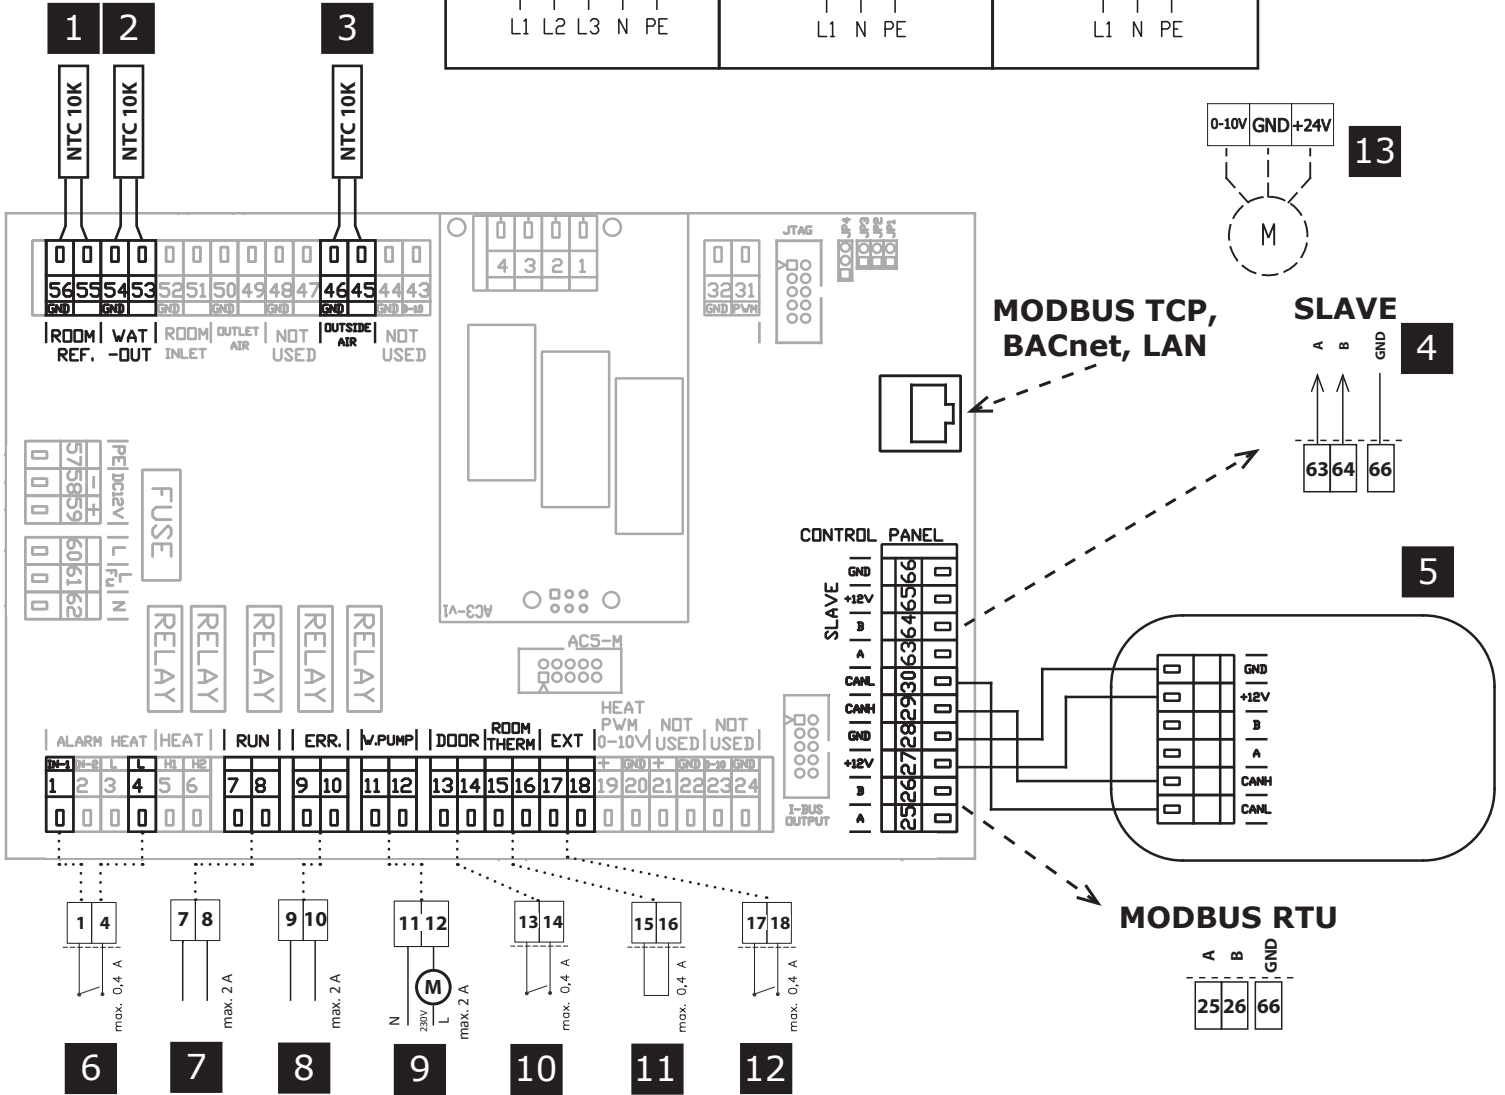 L1 L2 L3 N PE
L1 N PE
L1 N PE
1 2 3
NTC 10K
NTC 10K
NTC 10K
0-10V GND +24V
13
M
56 55 54 53 52 51 50 49 48 47 46 45 44 43
GND GND GND GND GND GND GND 0-10
ROOM REF.
WAT -OUT
ROOM INLET
OUTLET AIR
NOT USED
OUTSIDE AIR
NOT USED
4 3 2 1
32 31
GND PWM
JTAG
JP4 JP3 JP2 JP1
MODBUS TCP,
BACnet, LAN
SLAVE
4
A B GND
63 64 66
57 58 59
PE DC12V
- +
60 61 62
L L Fu N
FUSE
RELAY
RELAY
RELAY
RELAY
RELAY
AC3-v1
AC5-M
CONTROL PANEL
SLAVE
GND 66
+12V 65
B 64
A 63
CANL 30
CANH 29
GND 28
+12V 27
B 26
A 25
5
GND
+12V
B
A
CANH
CANL
ALARM HEAT HEAT RUN ERR. W.PUMP DOOR ROOM THERM EXT
HEAT PWM 0-10V
NOT USED
NOT USED
IN-1 IN-2 L L H1 H2
+ GND + GND 0-10 GND
1 2 3 4 5 6 7 8 9 10 11 12 13 14 15 16 17 18 19 20 21 22 23 24
I-BUS
OUTPUT
MODBUS RTU
A B GND
25 26 66
1 4
max. 0,4 A
6
7 8
max. 2 A
7
9 10
max. 2 A
8
11 12
M
N 230V L
max. 2 A
9
13 14
max. 0,4 A
10
15 16
max. 0,4 A
11
17 18
max. 0,4 A
12